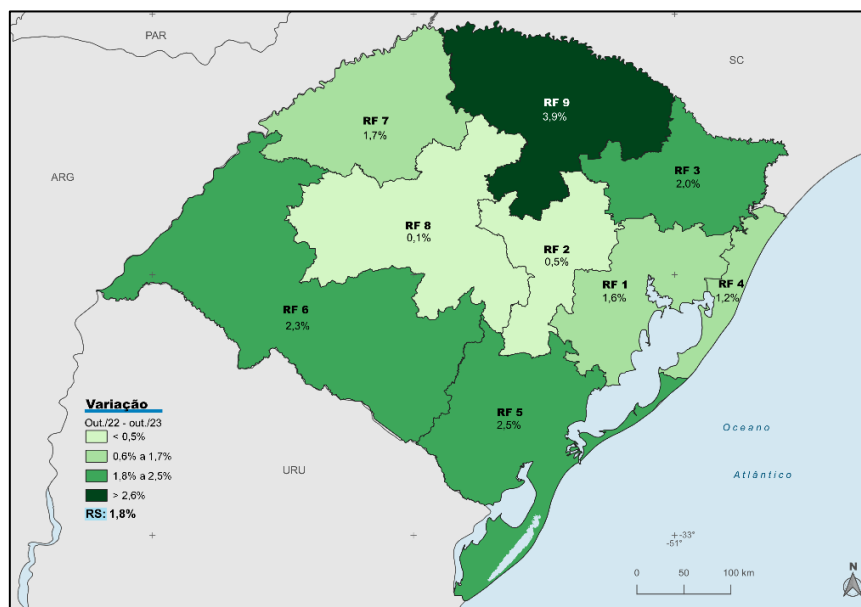 PAR
SC
RF 9
3,9%
RF 7
1,7%
RF 3
2,0%
ARG
RF 8
0,1%
RF 2
0,5%
RF 1
1,6%
RF 4
1,2%
RF 6
2,3%
RF 5
2,5%
Variação
Out./22 - out./23
< 0,5%
0,6% a 1,7%
1,8% a 2,5%
> 2,6%
RS: 1,8%
URU
Oceano
Atlântico
-33°
-51°
N
0 50 100 km